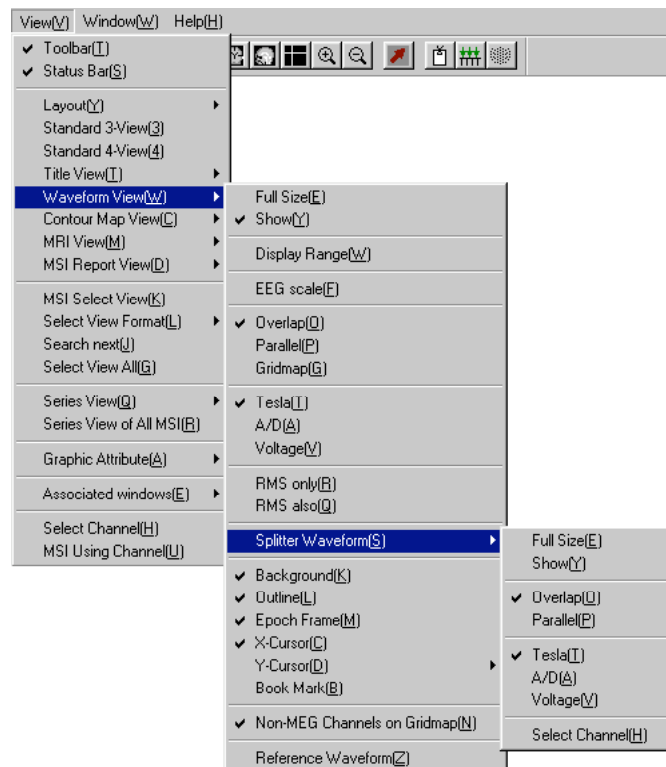 View(V) Window(W) Help(H)
Toolbar(T)
Status Bar(S)
Layout(Y)
Standard 3-View(3)
Standard 4-View(4)
Title View(T)
Waveform View(W)
Contour Map View(C)
MRI View(M)
MSI Report View(D)
MSI Select View(K)
Select View Format(L)
Search next(J)
Select View All(G)
Series View(Q)
Series View of All MSI(R)
Graphic Attribute(A)
Associated windows(E)
Select Channel(H)
MSI Using Channel(U)
Full Size(E)
Show(Y)
Display Range(W)
EEG scale(F)
Overlap(O)
Parallel(P)
Gridmap(G)
Tesla(T)
A/D(A)
Voltage(V)
RMS only(R)
RMS also(Q)
Splitter Waveform(S)
Background(K)
Outline(L)
Epoch Frame(M)
X-Cursor(C)
Y-Cursor(D)
Book Mark(B)
Non-MEG Channels on Gridmap(N)
Reference Waveform(Z)
Full Size(E)
Show(Y)
Overlap(O)
Parallel(P)
Tesla(T)
A/D(A)
Voltage(V)
Select Channel(H)